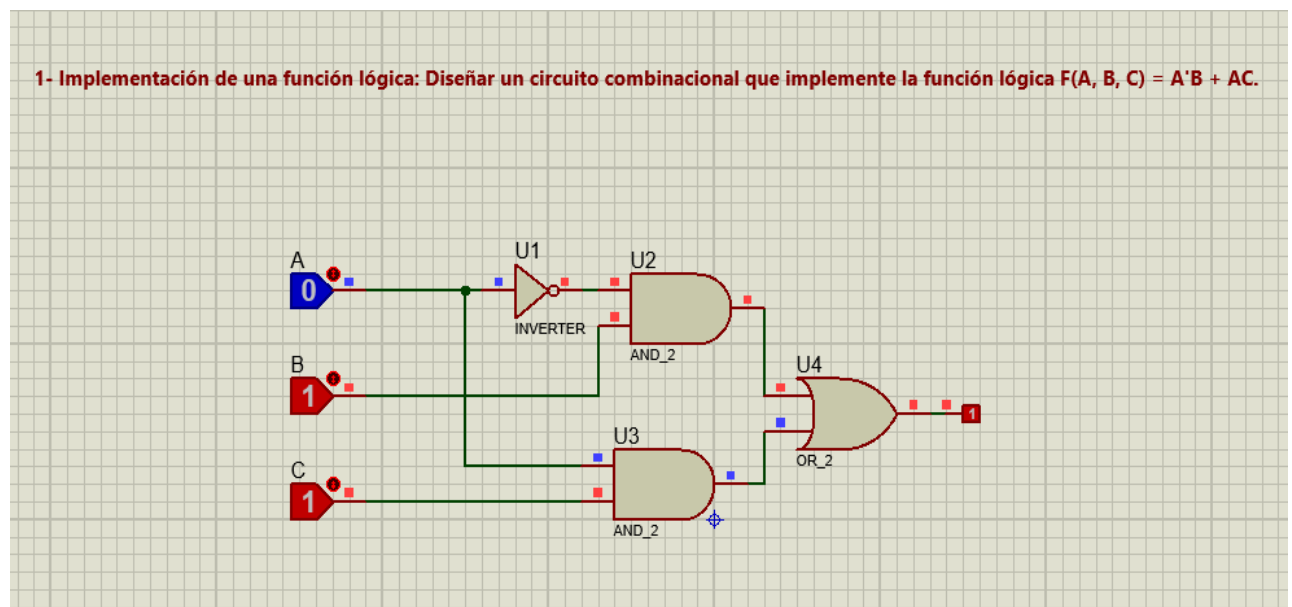 1- Implementación de una función lógica: Diseñar un circuito combinacional que implemente la función lógica F(A, B, C) = A'B + AC.
A
0
U1
INVERTER
U2
AND_2
B
1
U4
OR_2
1
C
1
U3
AND_2